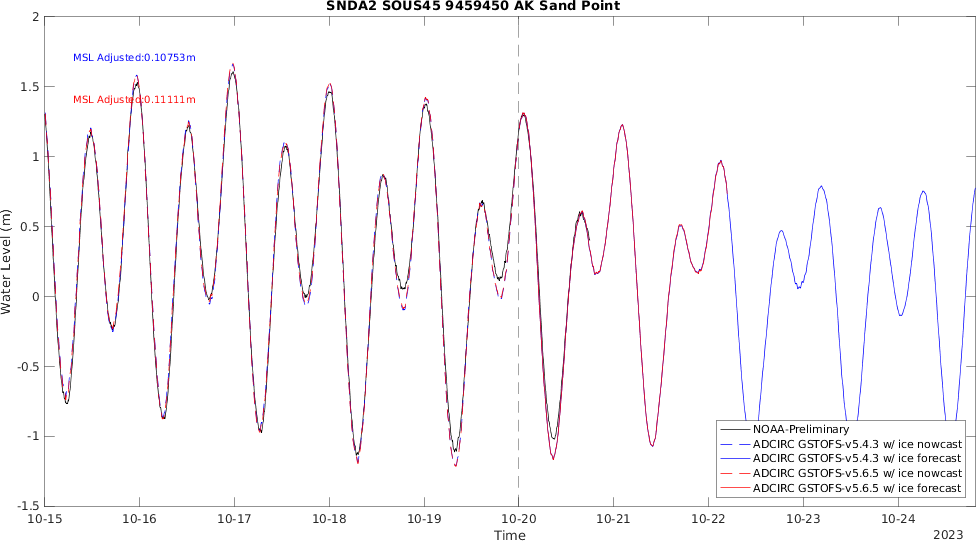 SNDA2 SOUS45 9459450 AK Sand Point
2
1.5
1
0.5
0
-0.5
-1
-1.5
Water Level (m)
MSL Adjusted:0.10753m
MSL Adjusted:0.11111m
NOAA-Preliminary
ADCIRC GSTOFS-v5.4.3 w/ ice nowcast
ADCIRC GSTOFS-v5.4.3 w/ ice forecast
ADCIRC GSTOFS-v5.6.5 w/ ice nowcast
ADCIRC GSTOFS-v5.6.5 w/ ice forecast
10-15 10-16 10-17 10-18 10-19 10-20 10-21 10-22 10-23 10-24
Time
2023